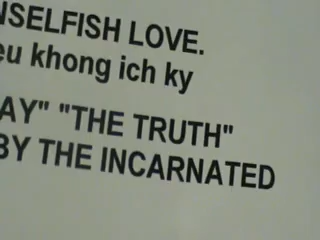 NSELFISH LOVE.
eu khong ich ky
AY" "THE TRUTH"
BY THE INCARNATED